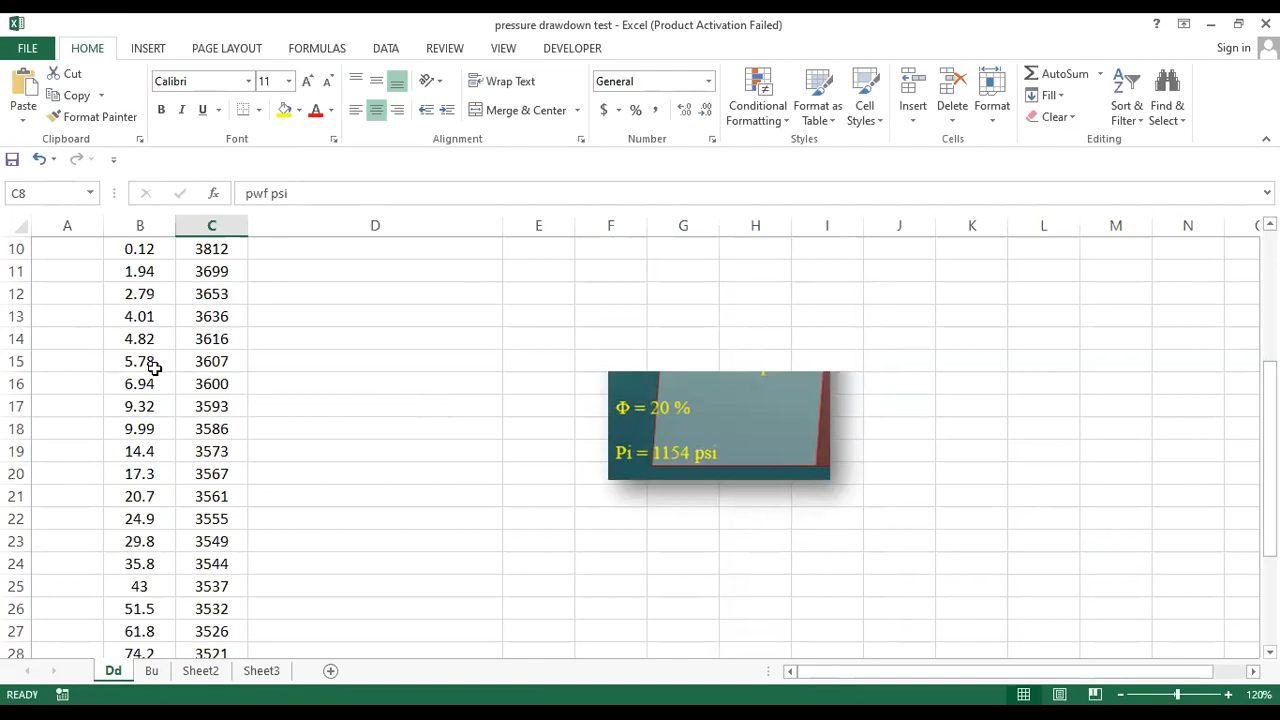 pressure drawdown test - Excel (Product Activation Failed)
FILE HOME INSERT PAGE LAYOUT FORMULAS DATA REVIEW VIEW DEVELOPER Sign in
Paste
Cut
Copy
Format Painter
Clipboard
Calibri 11
B I U
Font
Wrap Text
Merge & Center
Alignment
General
$ % ,
Number
Conditional Formatting
Format as Table
Cell Styles
Styles
Insert
Delete
Format
Cells
AutoSum
Fill
Clear
Sort & Filter
Find & Select
Editing
C8 fx pwf psi
A B C D E F G H I J K L M N
10 0.12 3812
11 1.94 3699
12 2.79 3653
13 4.01 3636
14 4.82 3616
15 5.78 3607
16 6.94 3600
17 9.32 3593
18 9.99 3586
19 14.4 3573
20 17.3 3567
21 20.7 3561
22 24.9 3555
23 29.8 3549
24 35.8 3544
25 43 3537
26 51.5 3532
27 61.8 3526
28 74.2 3521
Φ = 20 %
Pi = 1154 psi
Dd Bu Sheet2 Sheet3
READY 120%